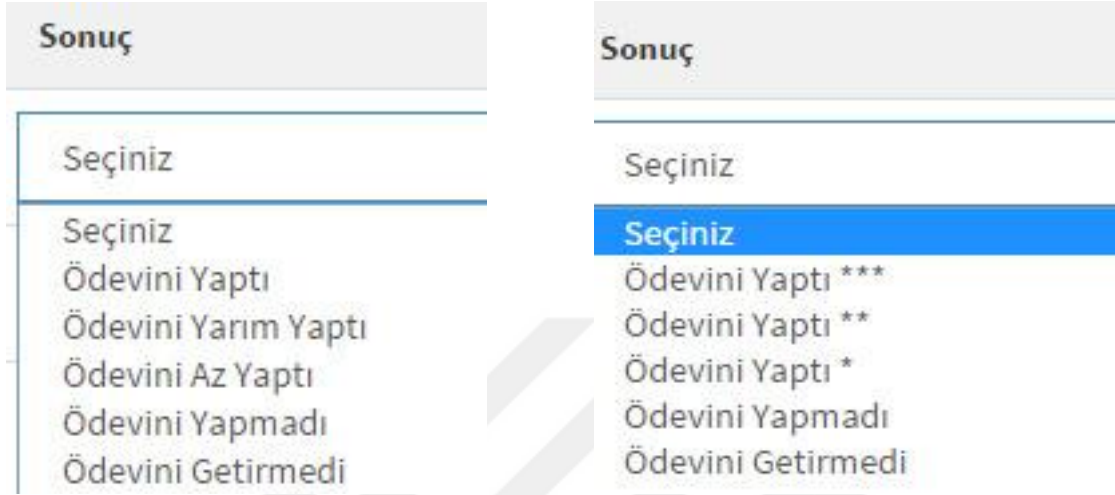 Sonuç
Seçiniz
Seçiniz
Ödevini Yaptı
Ödevini Yarım Yaptı
Ödevini Az Yaptı
Ödevini Yapmadı
Ödevini Getirmedi
Sonuç
Seçiniz
Seçiniz
Ödevini Yaptı ***
Ödevini Yaptı **
Ödevini Yaptı *
Ödevini Yapmadı
Ödevini Getirmedi